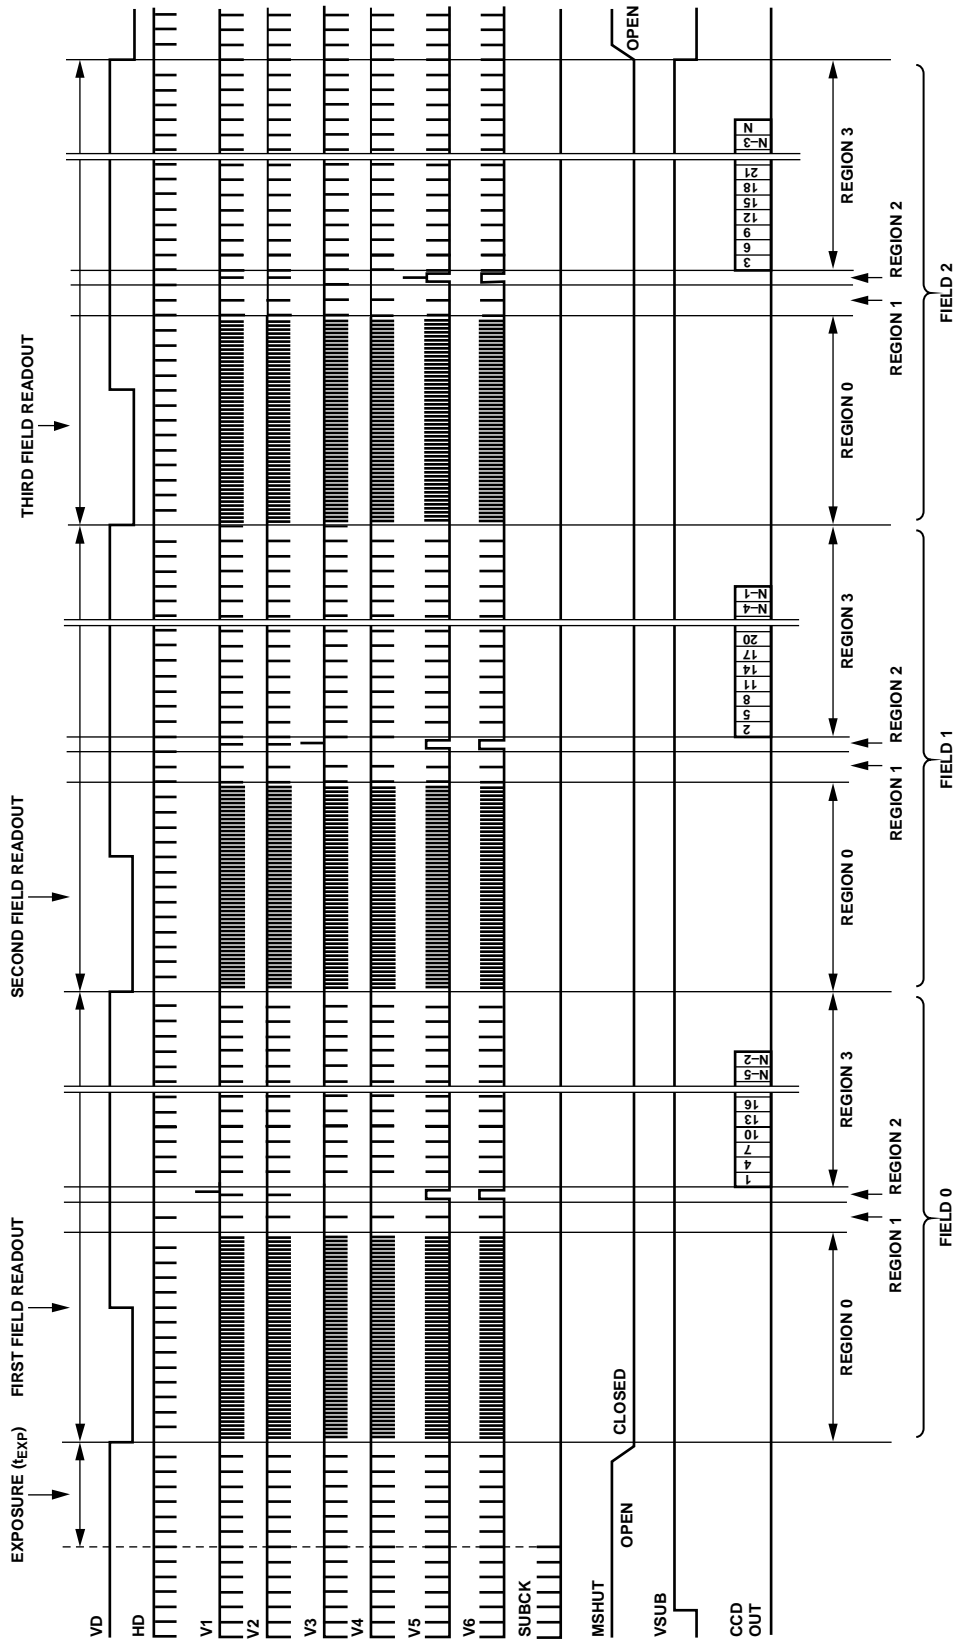 EXPOSURE (tEXP)
FIRST FIELD READOUT
SECOND FIELD READOUT
THIRD FIELD READOUT
VD
HD
V1
V2
V3
V4
V5
V6
SUBCK
MSHUT
OPEN
CLOSED
OPEN
VSUB
CCD
OUT
1
4
7
10
13
16
N–5
N–2
2
5
8
11
14
17
20
N–4
N–1
3
6
9
12
15
18
21
N–3
N
REGION 0
REGION 3
REGION 0
REGION 3
REGION 0
REGION 3
REGION 1
REGION 2
REGION 1
REGION 2
REGION 1
REGION 2
FIELD 0
FIELD 1
FIELD 2